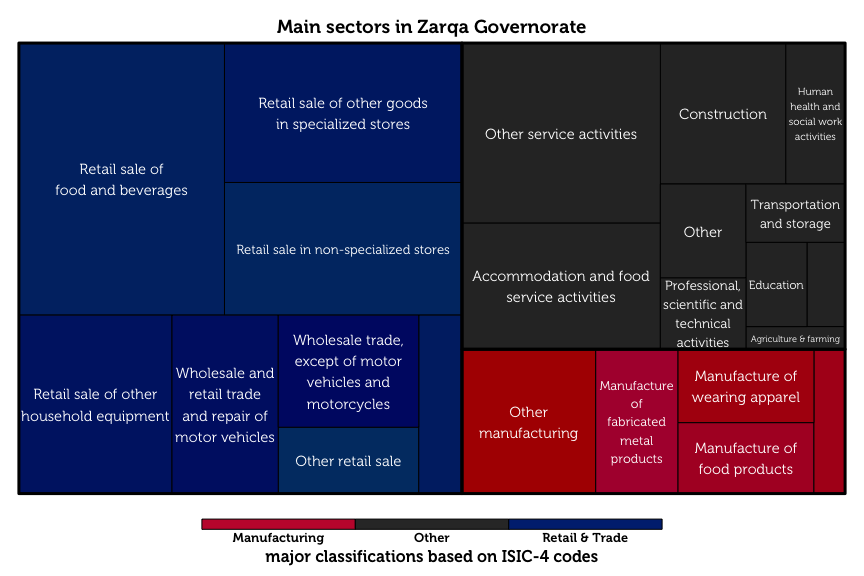 Main sectors in Zarqa Governorate
Retail sale of
food and beverages
Retail sale of other goods
in specialized stores
Retail sale in non-specialized stores
Retail sale of other
household equipment
Wholesale and
retail trade
and repair of
motor vehicles
Wholesale trade,
except of motor
vehicles and
motorcycles
Other retail sale
Other service activities
Accommodation and food
service activities
Construction
Human
health and
social work
activities
Other
Transportation
and storage
Professional,
scientific and
technical
activities
Education
Agriculture & farming
Other
manufacturing
Manufacture
of
fabricated
metal
products
Manufacture of
wearing apparel
Manufacture of
food products
Manufacturing
Other
Retail & Trade
major classifications based on ISIC-4 codes